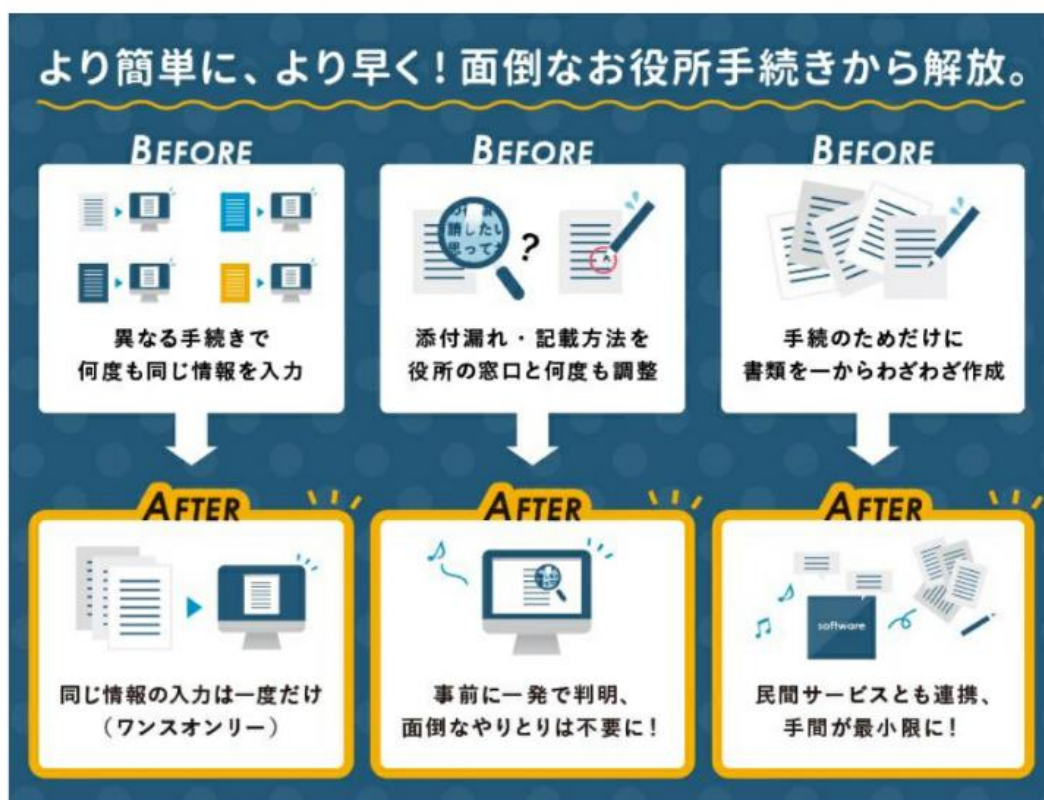 より簡単に、より早く！面倒なお役所手続きから解放。
BEFORE
異なる手続きで
何度も同じ情報を入力
BEFORE
勝したい
思って
?
添付漏れ・記載方法を
役所の窓口と何度も調整
BEFORE
手続のためだけに
書類を一からわざわざ作成
AFTER
同じ情報の入力は一度だけ
（ワンスオンリー）
AFTER
事前に一発で判明、
面倒なやりとりは不要に！
AFTER
software
民間サービスとも連携、
手間が最小限に！